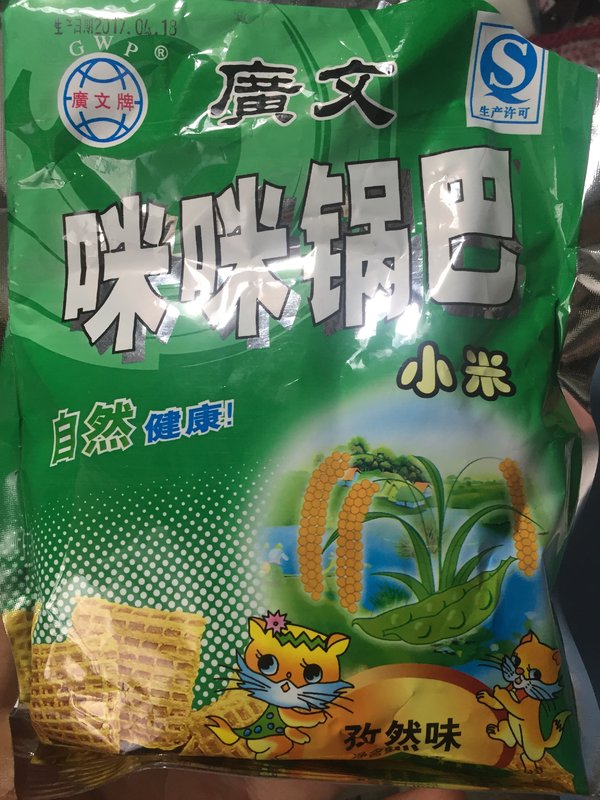 生产日期2017.04.18
GWP®
廣文牌
廣文
生产许可
咪咪锅巴
小米
自然 健康!
孜然味